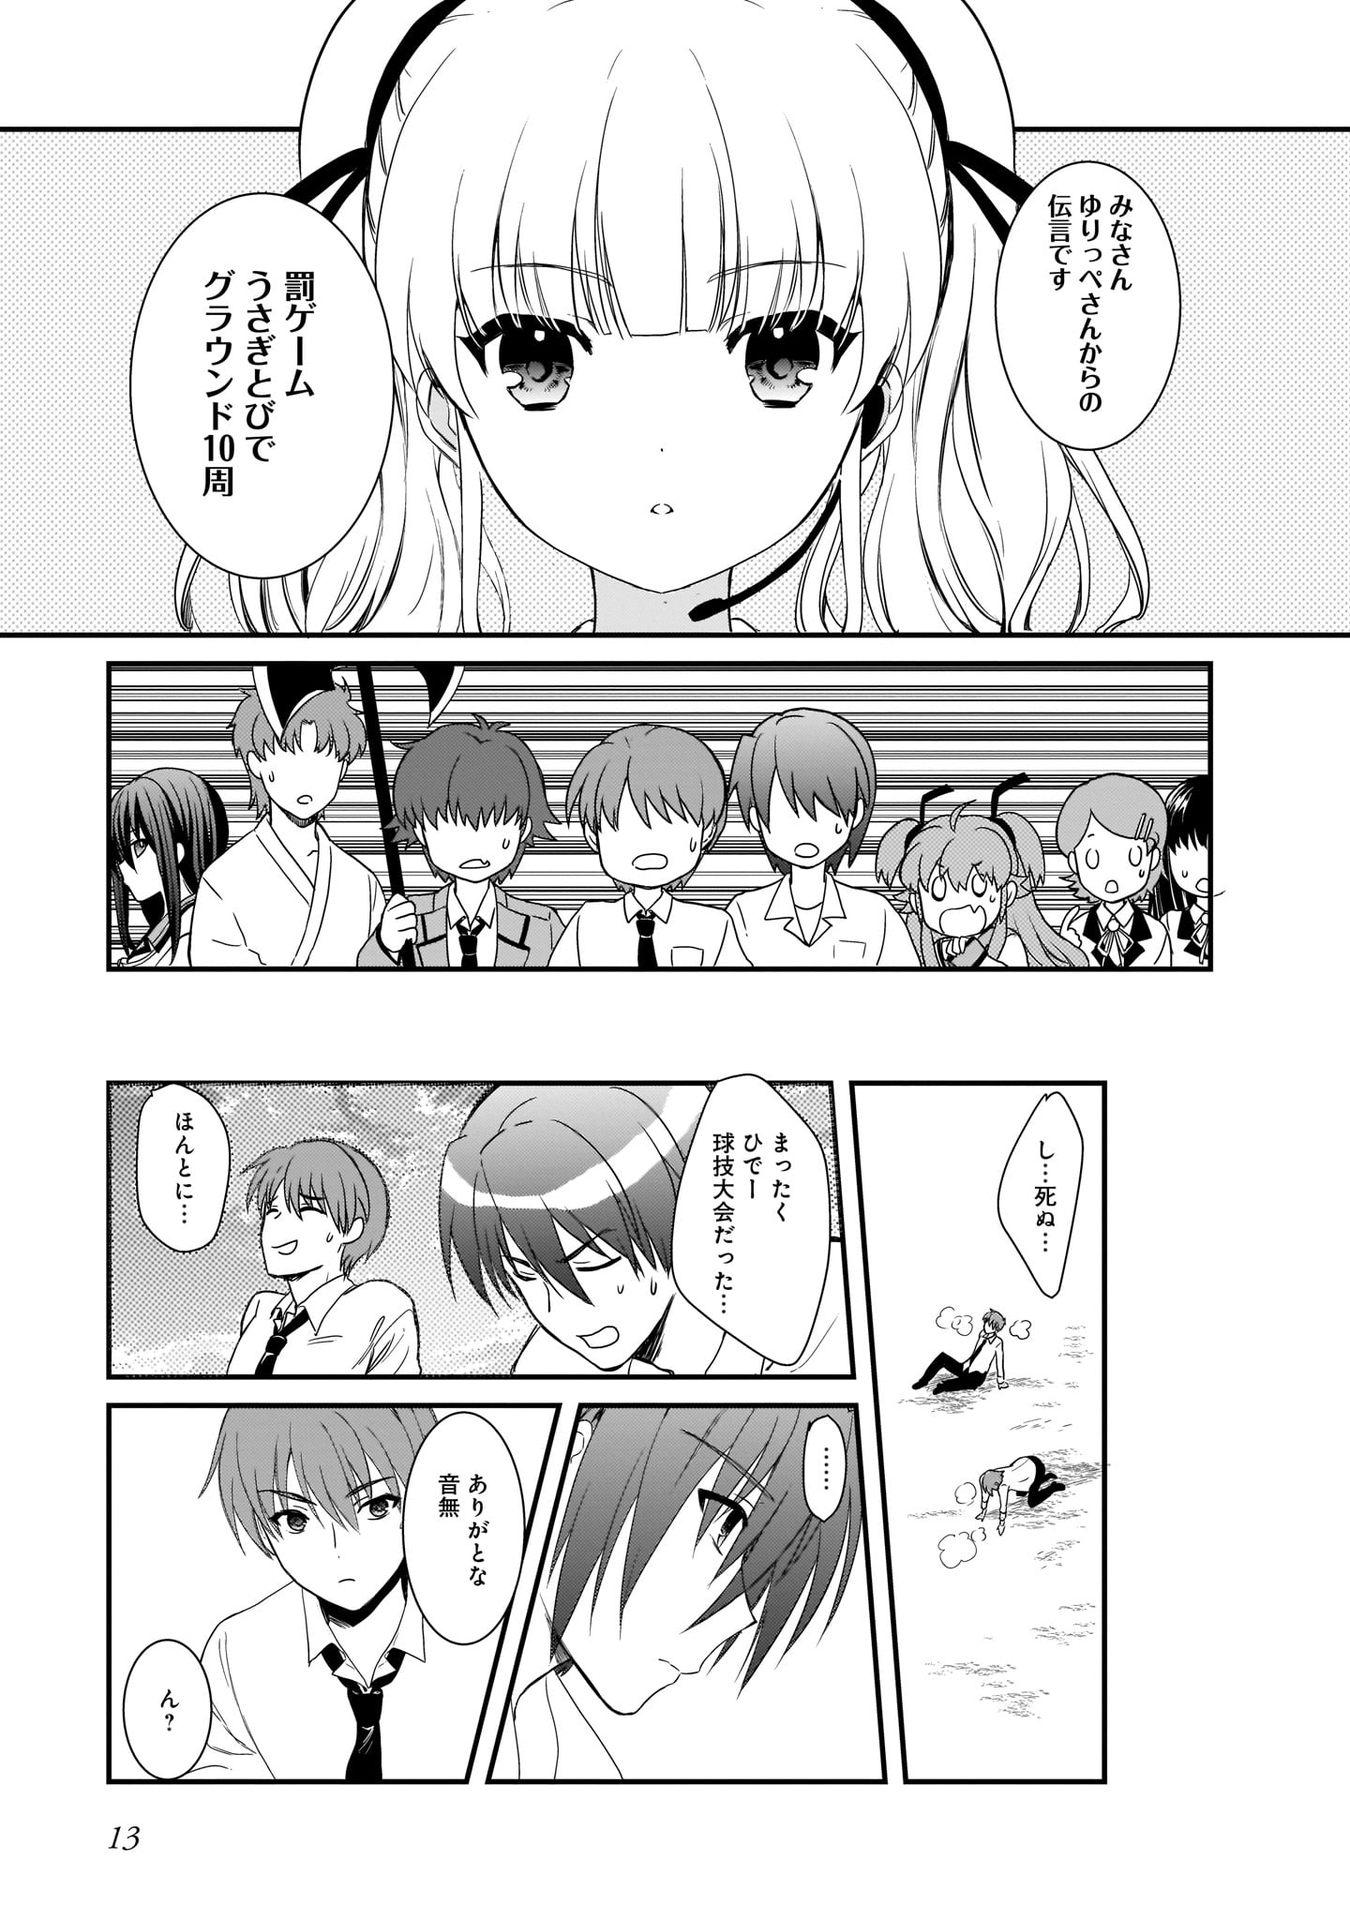 みなさん
ゆりっぺさんからの
伝言です
罰ゲーム
うさぎとびで
グラウンド10周
し…死ぬ…
まったく
ひでー
球技大会だった…
ほんとに…
……
ありがとな
音無
ん?
13